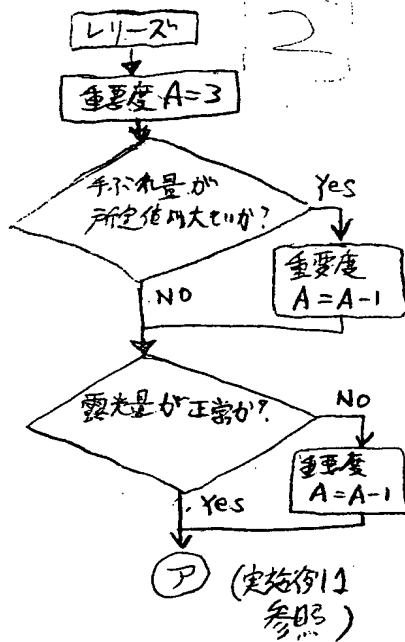 2
レリーズ
重要度 A=3
手ぶれ量が
所定値より大きいか?
Yes
重要度
A=A-1
NO
露光量が正常か?
NO
重要度
A=A-1
Yes
ア
(実施例1
参照)